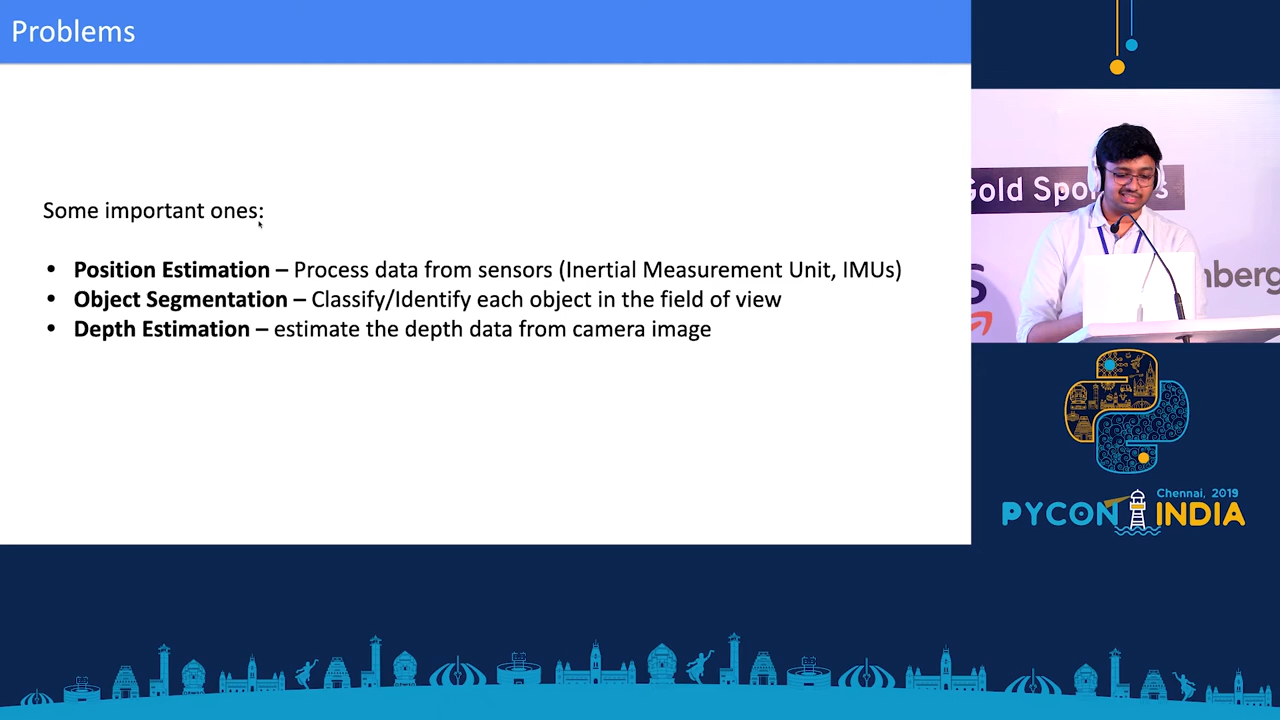 Problems
Some important ones:
• Position Estimation – Process data from sensors (Inertial Measurement Unit, IMUs)
• Object Segmentation – Classify/Identify each object in the field of view
• Depth Estimation – estimate the depth data from camera image
Chennai, 2019
PYCON INDIA